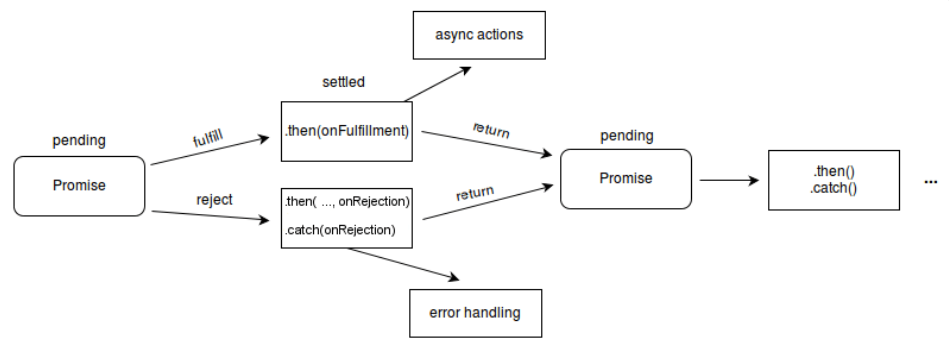 async actions
settled
.then(onFulfillment)
fulfill
return
pending
pending
Promise
Promise
.then()
.catch()
...
reject
.then( ..., onRejection)
.catch(onRejection)
return
error handling